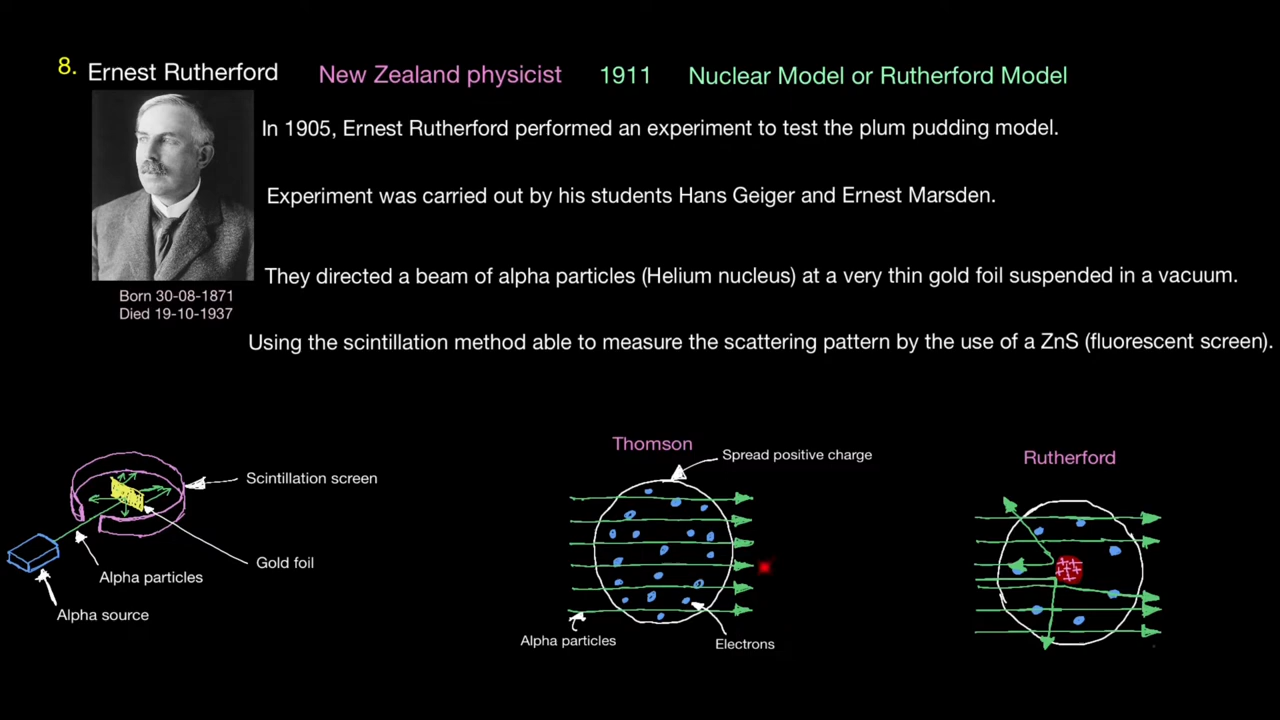 8. Ernest Rutherford New Zealand physicist 1911 Nuclear Model or Rutherford Model
In 1905, Ernest Rutherford performed an experiment to test the plum pudding model.
Experiment was carried out by his students Hans Geiger and Ernest Marsden.
They directed a beam of alpha particles (Helium nucleus) at a very thin gold foil suspended in a vacuum.
Born 30-08-1871
Died 19-10-1937
Using the scintillation method able to measure the scattering pattern by the use of a ZnS (fluorescent screen).
Scintillation screen
Gold foil
Alpha particles
Alpha source
Thomson
Spread positive charge
Alpha particles
Electrons
Rutherford